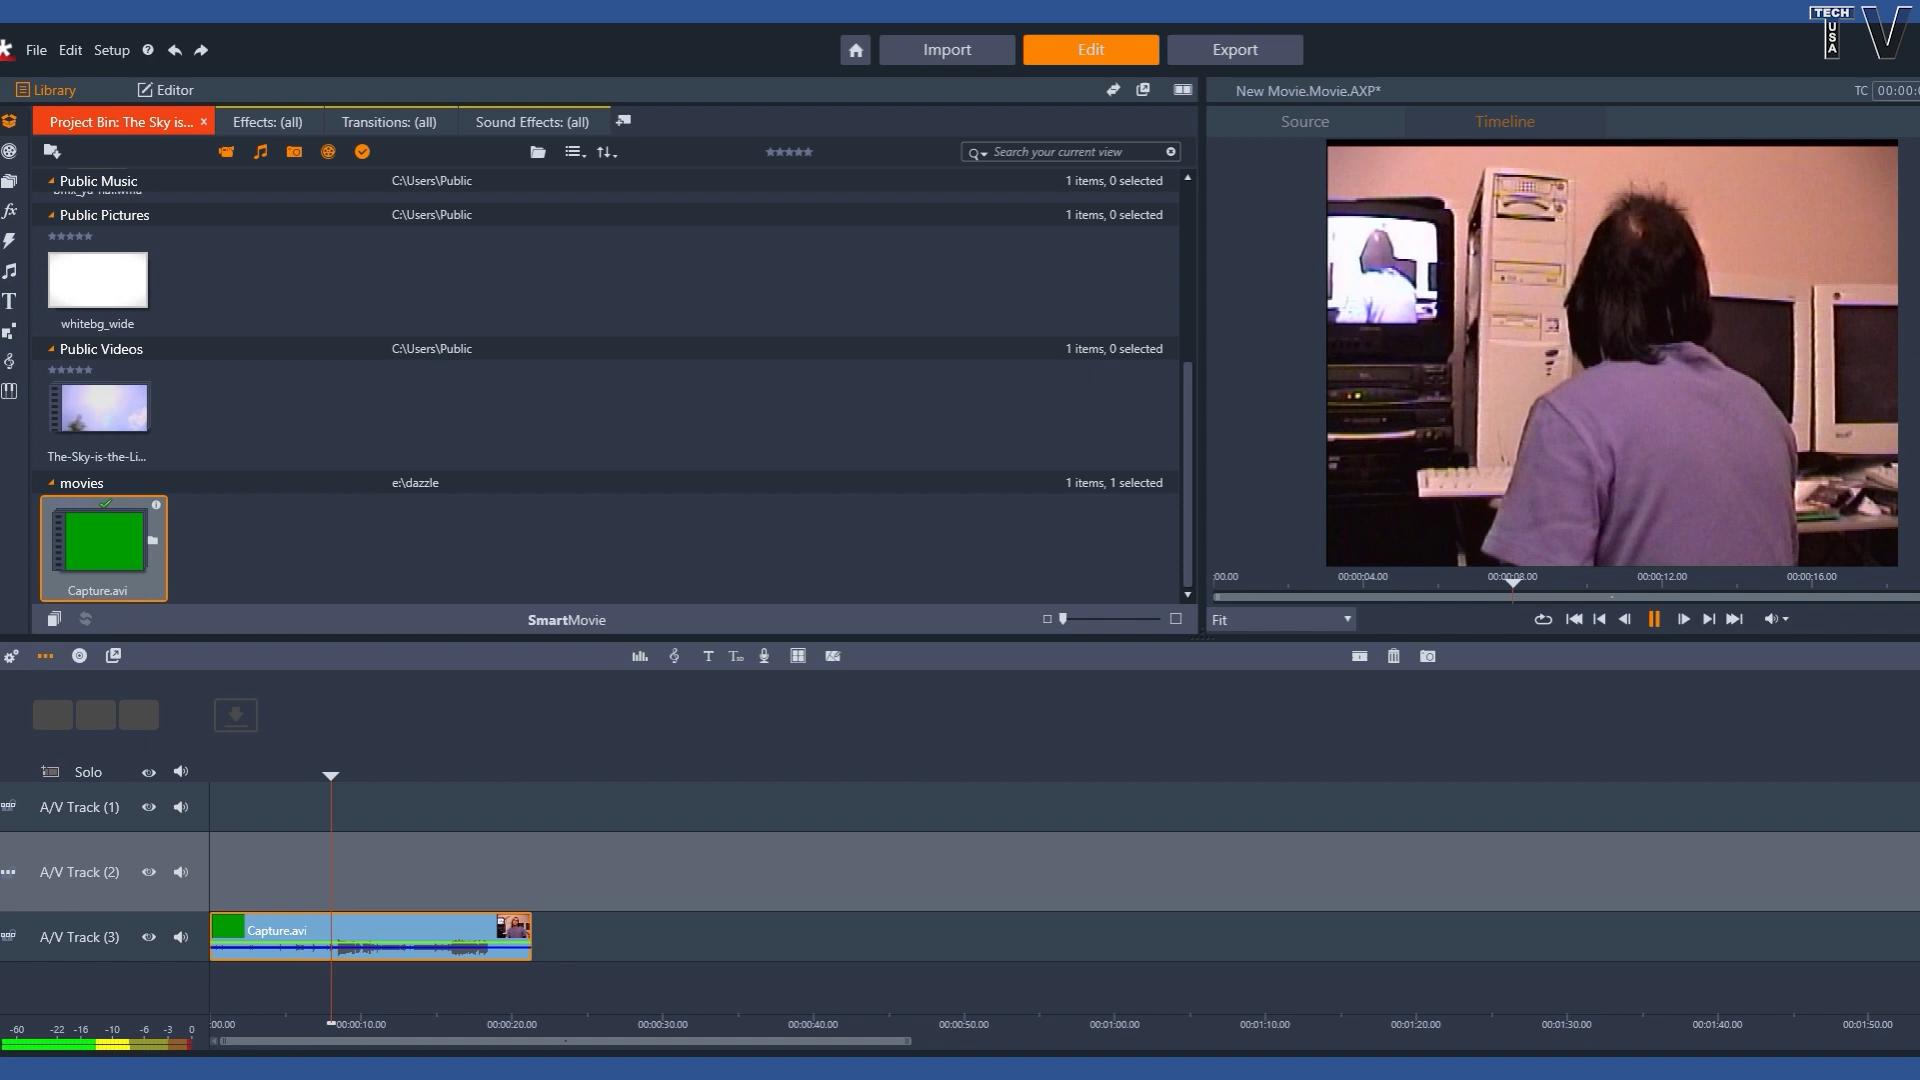 TECH
USA
TV
File Edit Setup ?
Import Edit Export
Library Editor
New Movie.Movie.AXP*
TC 00:00:0
Project Bin: The Sky is... x Effects: (all) Transitions: (all) Sound Effects: (all)
Source Timeline
Search your current view
Public Music C:\Users\Public 1 items, 0 selected
Public Pictures C:\Users\Public 1 items, 0 selected
whitebg_wide
Public Videos C:\Users\Public 1 items, 0 selected
The-Sky-is-the-Li...
movies e:\dazzle 1 items, 1 selected
Capture.avi
:00.00 00:00:04.00 00:00:08.00 00:00:12.00 00:00:16.00
SmartMovie
Fit
Solo
A/V Track (1)
A/V Track (2)
A/V Track (3)
Capture.avi
-60 -22 -16 -10 -6 -3 0
:00.00 00:00:10.00 00:00:20.00 00:00:30.00 00:00:40.00 00:00:50.00 00:01:00.00 00:01:10.00 00:01:20.00 00:01:30.00 00:01:40.00 00:01:50.00